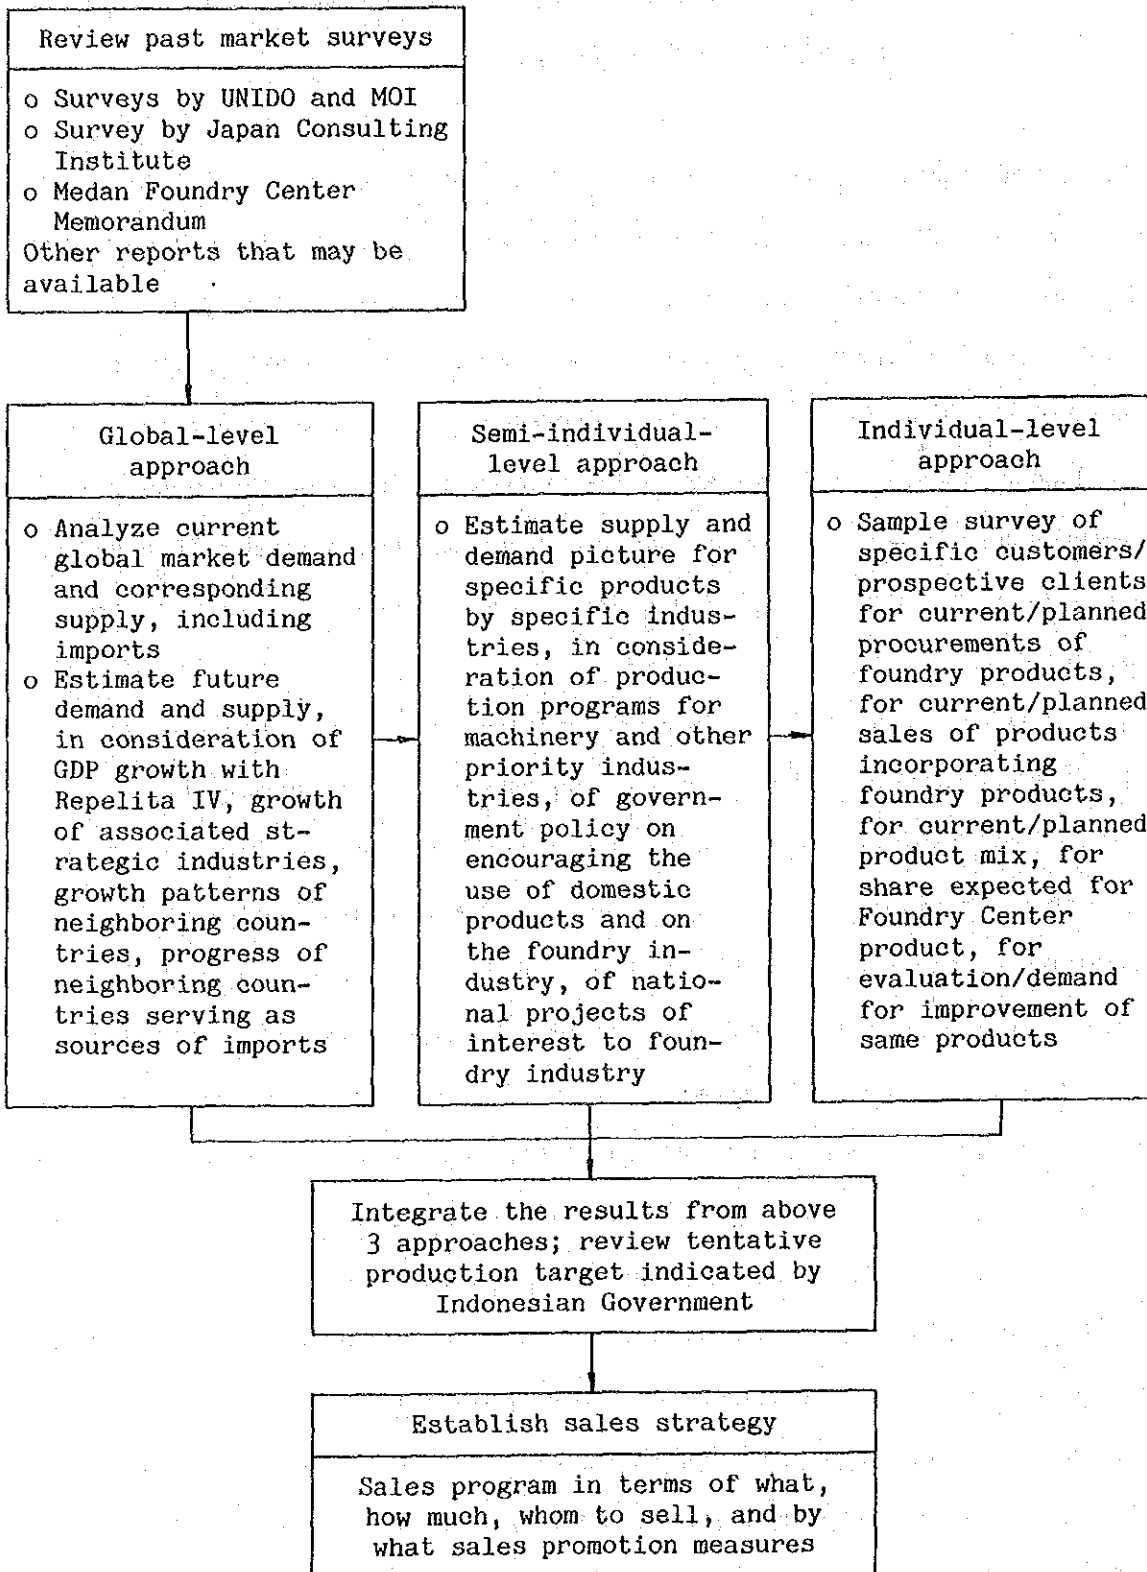 Review past market surveys
o Surveys by UNIDO and MOI
o Survey by Japan Consulting
Institute
o Medan Foundry Center
Memorandum
Other reports that may be
available
Global-level
approach
o Analyze current
global market demand
and corresponding
supply, including
imports
o Estimate future
demand and supply,
in consideration of
GDP growth with
Repelita IV, growth
of associated st-
rategic industries,
growth patterns of
neighboring coun-
tries, progress of
neighboring coun-
tries serving as
sources of imports
Semi-individual-
level approach
o Estimate supply and
demand picture for
specific products
by specific indus-
tries, in conside-
ration of produc-
tion programs for
machinery and other
priority indus-
tries, of govern-
ment policy on
encouraging the
use of domestic
products and on
the foundry in-
dustry, of natio-
nal projects of
interest to foun-
dry industry
Individual-level
approach
o Sample survey of
specific customers/
prospective clients
for current/planned
procurements of
foundry products,
for current/planned
sales of products
incorporating
foundry products,
for current/planned
product mix, for
share expected for
Foundry Center
product, for
evaluation/demand
for improvement of
same products
Integrate the results from above
3 approaches; review tentative
production target indicated by
Indonesian Government
Establish sales strategy
Sales program in terms of what,
how much, whom to sell, and by
what sales promotion measures